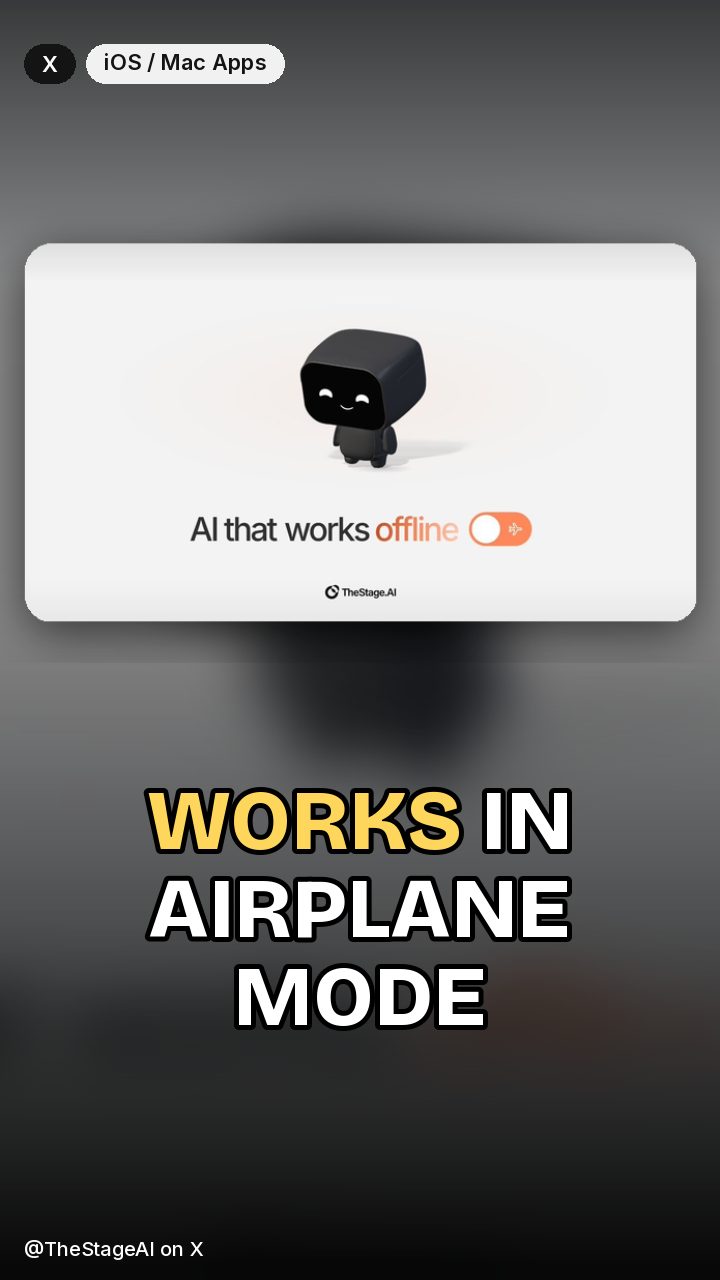 X
iOS / Mac Apps
AI that works offline
TheStage.AI
WORKS IN
AIRPLANE
MODE
@TheStageAI on X